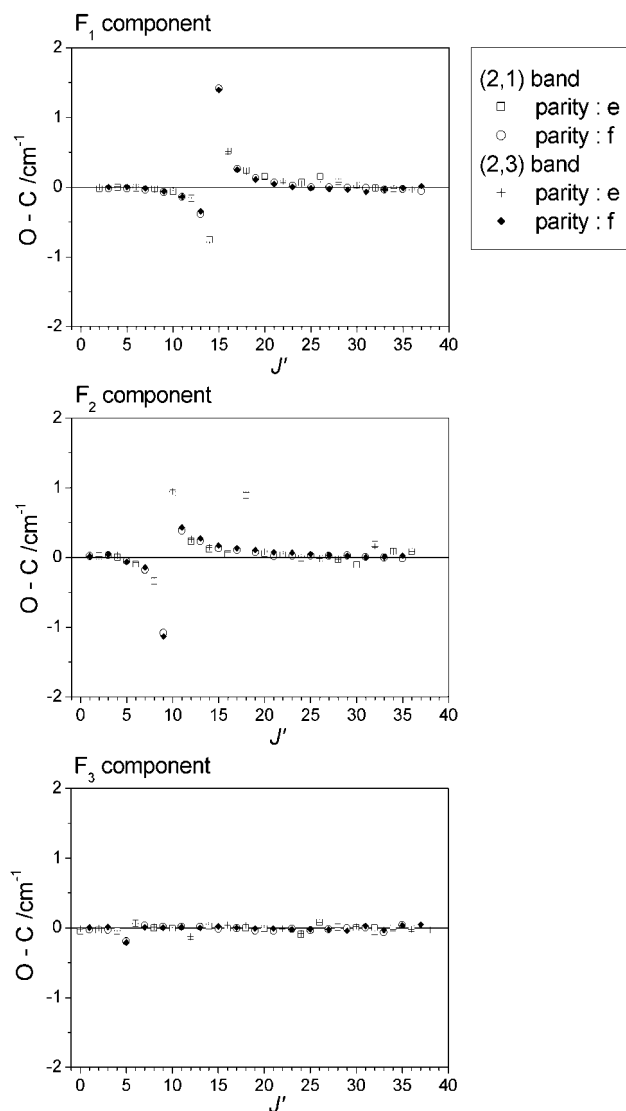 F₁ component
2
1
0
-1
-2
O - C /cm⁻¹
0 5 10 15 20 25 30 35 40
J'
(2,1) band
□ parity : e
○ parity : f
(2,3) band
+ parity : e
◆ parity : f
F₂ component
2
1
0
-1
-2
O - C /cm⁻¹
0 5 10 15 20 25 30 35 40
J'
F₃ component
2
1
0
-1
-2
O - C /cm⁻¹
0 5 10 15 20 25 30 35 40
J'